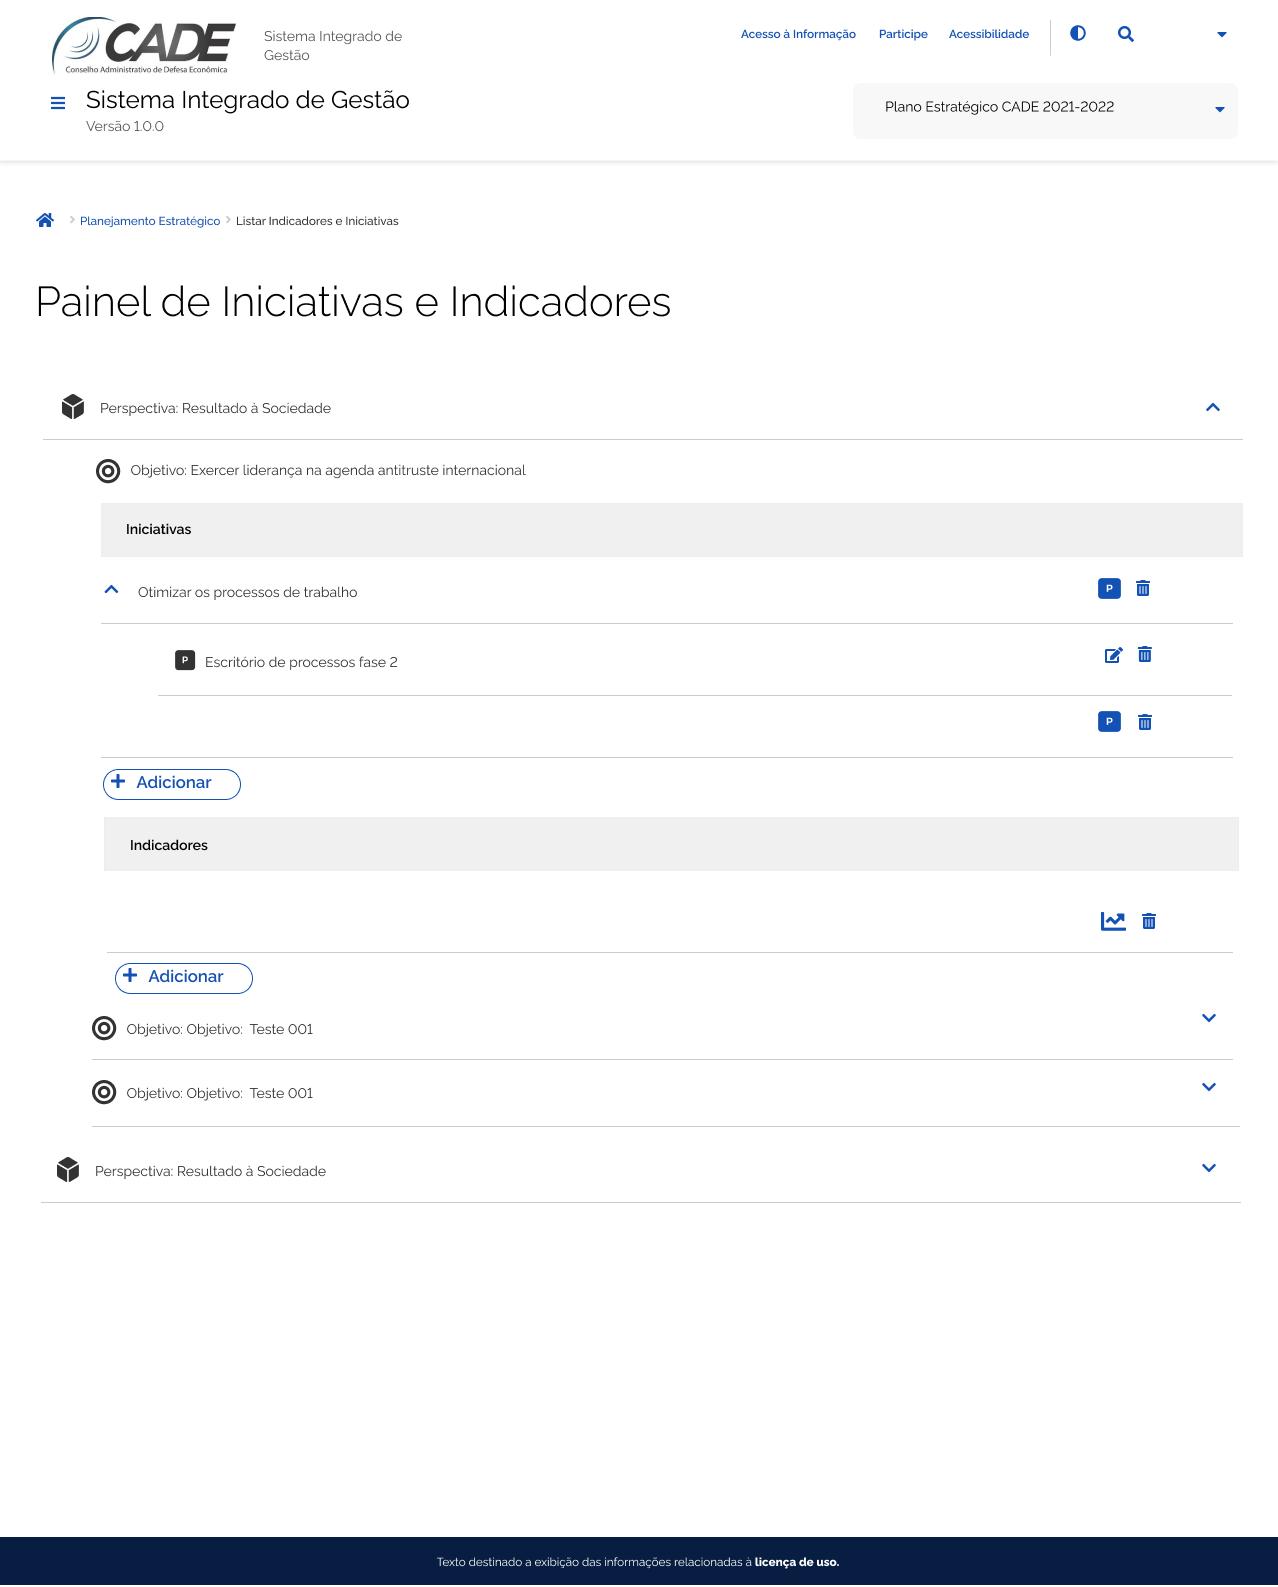 CADE
Conselho Administrativo de Defesa Econômica
Sistema Integrado de
Gestão
Acesso à Informação
Participe
Acessibilidade
Sistema Integrado de Gestão
Versão 1.0.0
Plano Estratégico CADE 2021-2022
Planejamento Estratégico
Listar Indicadores e Iniciativas
Painel de Iniciativas e Indicadores
Perspectiva: Resultado à Sociedade
Objetivo: Exercer liderança na agenda antitruste internacional
Iniciativas
Otimizar os processos de trabalho
P
P
Escritório de processos fase 2
P
Adicionar
Indicadores
Adicionar
Objetivo: Objetivo: Teste 001
Objetivo: Objetivo: Teste 001
Perspectiva: Resultado à Sociedade
Texto destinado a exibição das informações relacionadas à licença de uso.